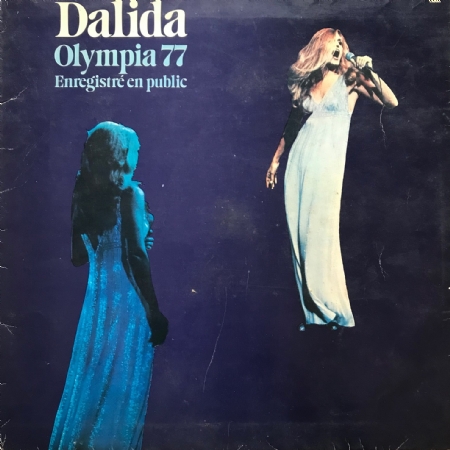 Dalida
Olympia 77
Enregistré en public